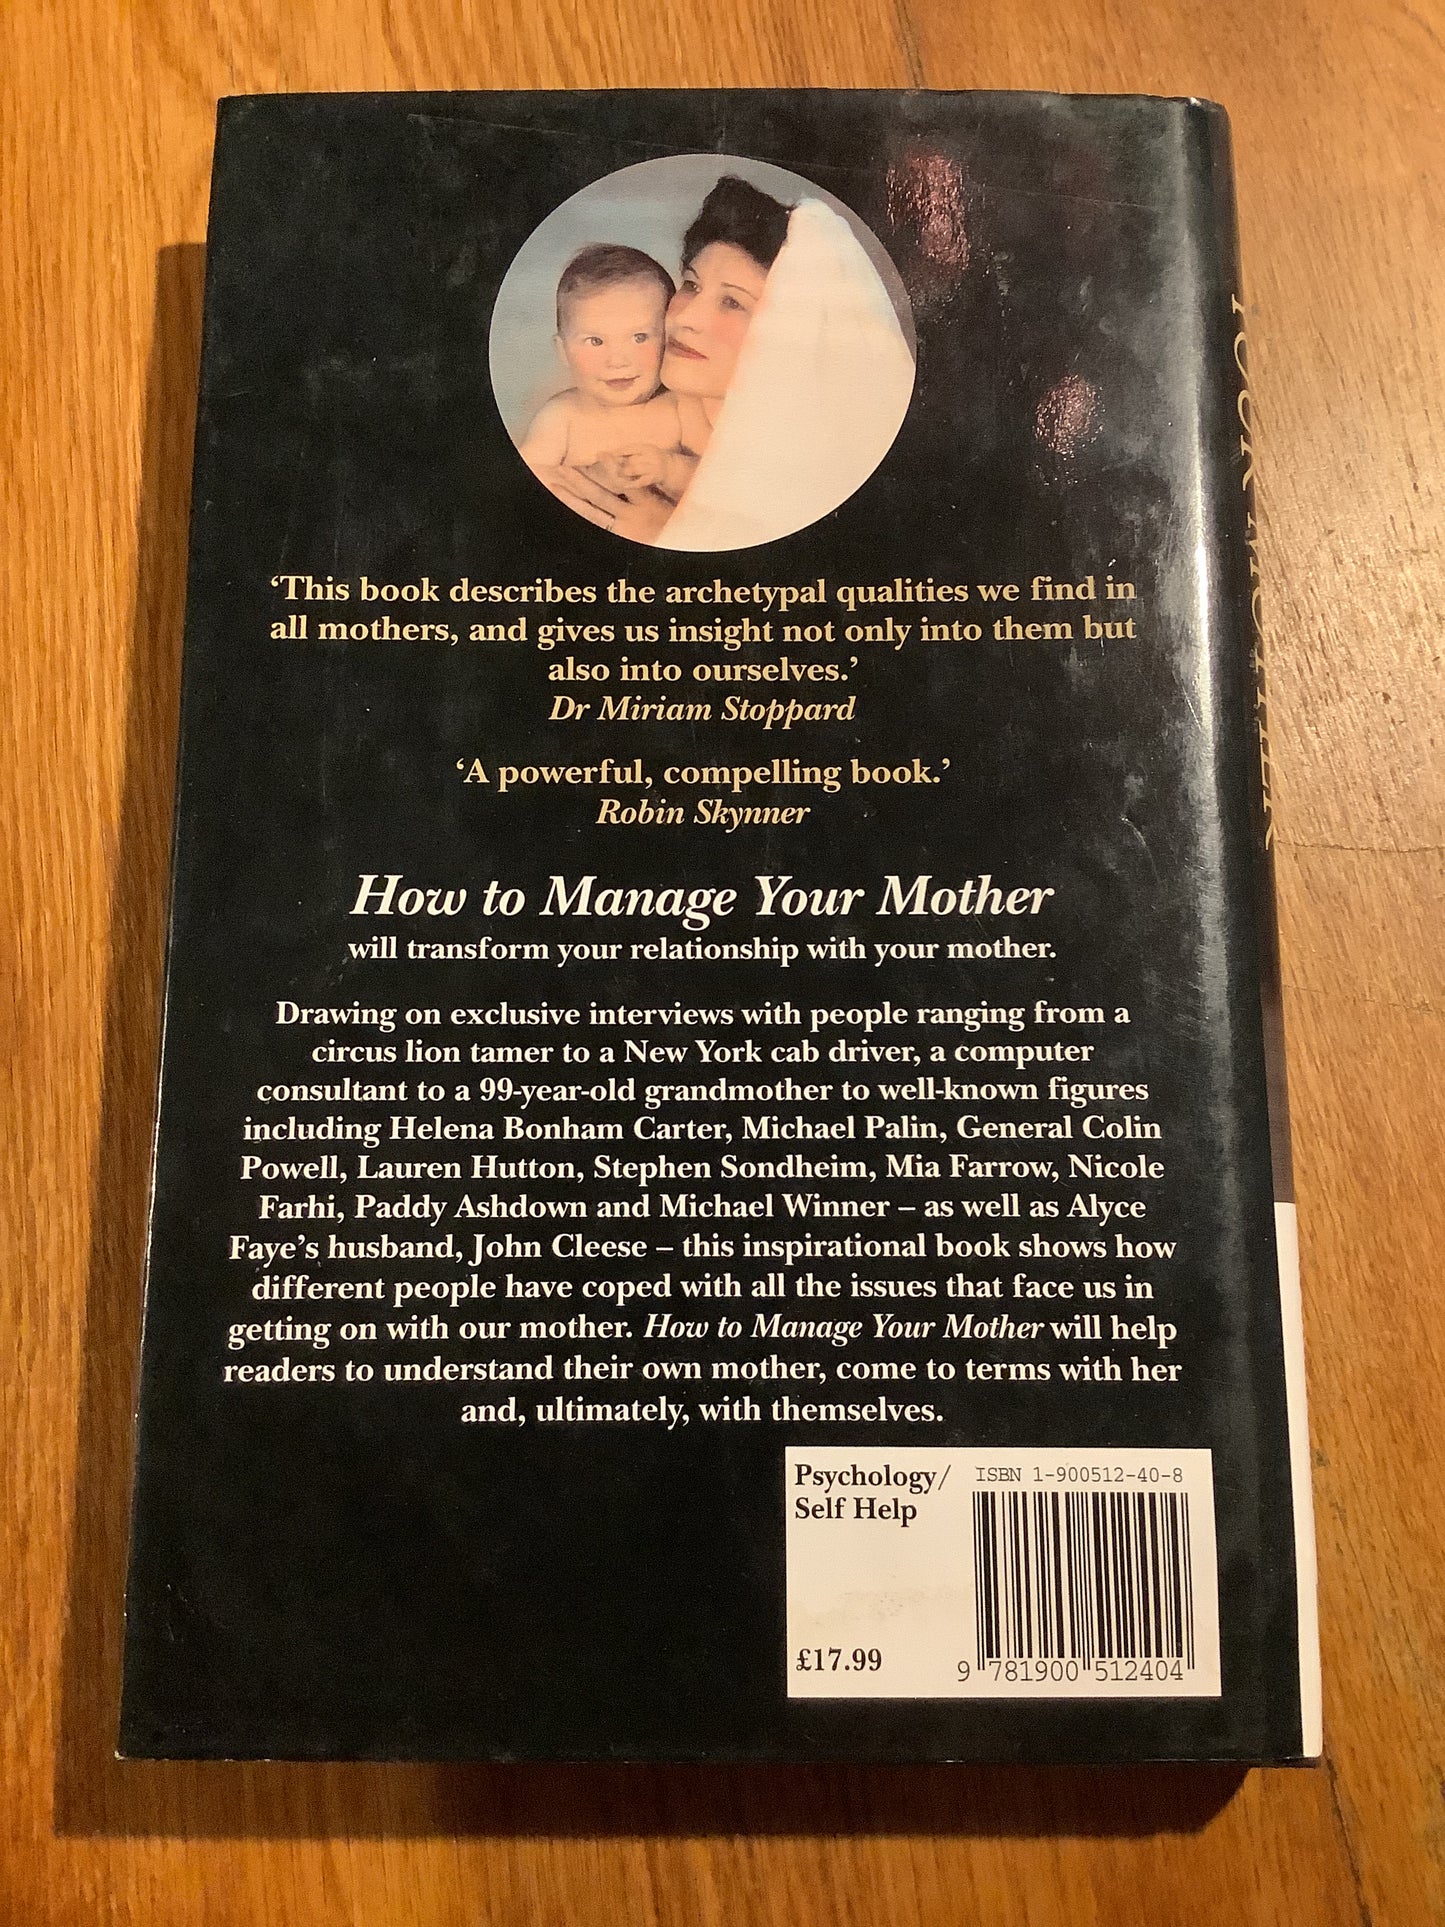 ‘This book describes the archetypal qualities we find in
all mothers, and gives us insight not only into them but
also into ourselves.’
Dr Miriam Stoppard
‘A powerful, compelling book.’
Robin Skynner
How to Manage Your Mother
will transform your relationship with your mother.
Drawing on exclusive interviews with people ranging from a
circus lion tamer to a New York cab driver, a computer
consultant to a 99-year-old grandmother to well-known figures
including Helena Bonham Carter, Michael Palin, General Colin
Powell, Lauren Hutton, Stephen Sondheim, Mia Farrow, Nicole
Farhi, Paddy Ashdown and Michael Winner – as well as Alyce
Faye’s husband, John Cleese – this inspirational book shows how
different people have coped with all the issues that face us in
getting on with our mother. How to Manage Your Mother will help
readers to understand their own mother, come to terms with her
and, ultimately, with themselves.
Psychology/
Self Help
£17.99
ISBN 1-900512-40-8
9 781900 512404
YOUR MOTHER